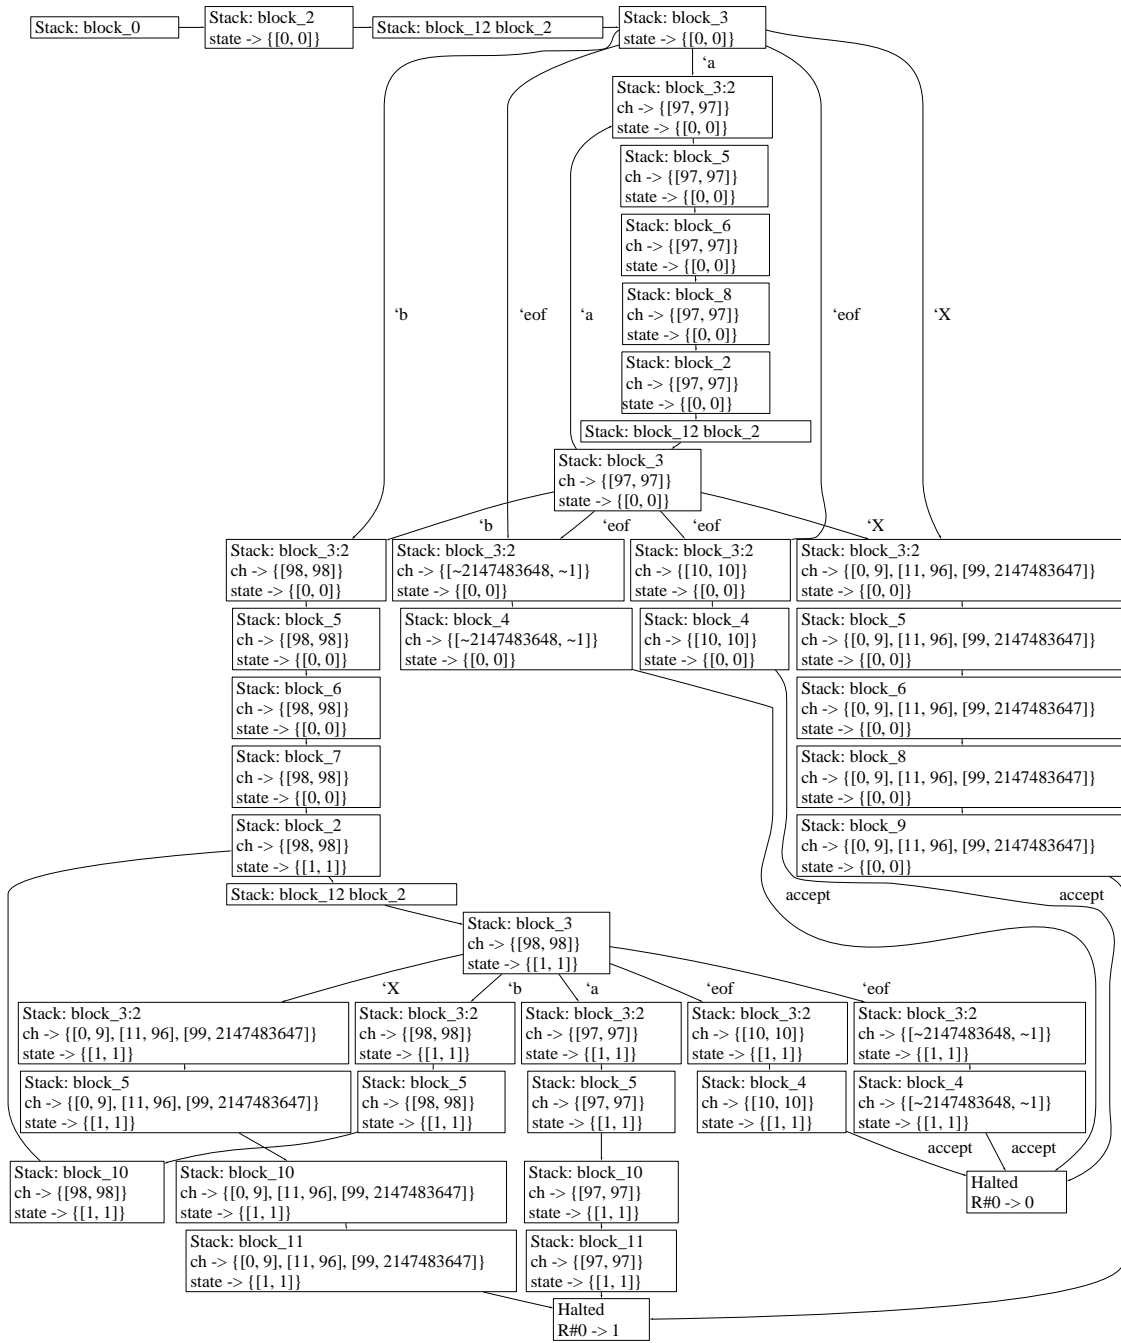 Stack: block_0
Stack: block_2
state -> {[0, 0]}
Stack: block_12 block_2
Stack: block_3
state -> {[0, 0]}
‘a
Stack: block_3:2
ch -> {[97, 97]}
state -> {[0, 0]}
Stack: block_5
ch -> {[97, 97]}
state -> {[0, 0]}
Stack: block_6
ch -> {[97, 97]}
state -> {[0, 0]}
‘b
‘eof
‘a
Stack: block_8
ch -> {[97, 97]}
state -> {[0, 0]}
‘eof
‘X
Stack: block_2
ch -> {[97, 97]}
state -> {[0, 0]}
Stack: block_12 block_2
Stack: block_3
ch -> {[97, 97]}
state -> {[0, 0]}
‘b
‘eof
‘eof
‘X
Stack: block_3:2
ch -> {[98, 98]}
state -> {[0, 0]}
Stack: block_3:2
ch -> {[~2147483648, ~1]}
state -> {[0, 0]}
Stack: block_3:2
ch -> {[10, 10]}
state -> {[0, 0]}
Stack: block_3:2
ch -> {[0, 9], [11, 96], [99, 2147483647]}
state -> {[0, 0]}
Stack: block_5
ch -> {[98, 98]}
state -> {[0, 0]}
Stack: block_4
ch -> {[~2147483648, ~1]}
state -> {[0, 0]}
Stack: block_4
ch -> {[10, 10]}
state -> {[0, 0]}
Stack: block_5
ch -> {[0, 9], [11, 96], [99, 2147483647]}
state -> {[0, 0]}
Stack: block_6
ch -> {[98, 98]}
state -> {[0, 0]}
Stack: block_6
ch -> {[0, 9], [11, 96], [99, 2147483647]}
state -> {[0, 0]}
Stack: block_7
ch -> {[98, 98]}
state -> {[0, 0]}
Stack: block_8
ch -> {[0, 9], [11, 96], [99, 2147483647]}
state -> {[0, 0]}
Stack: block_2
ch -> {[98, 98]}
state -> {[1, 1]}
Stack: block_9
ch -> {[0, 9], [11, 96], [99, 2147483647]}
state -> {[0, 0]}
Stack: block_12 block_2
accept
accept
Stack: block_3
ch -> {[98, 98]}
state -> {[1, 1]}
‘X
‘b
‘a
‘eof
‘eof
Stack: block_3:2
ch -> {[0, 9], [11, 96], [99, 2147483647]}
state -> {[1, 1]}
Stack: block_3:2
ch -> {[98, 98]}
state -> {[1, 1]}
Stack: block_3:2
ch -> {[97, 97]}
state -> {[1, 1]}
Stack: block_3:2
ch -> {[10, 10]}
state -> {[1, 1]}
Stack: block_3:2
ch -> {[~2147483648, ~1]}
state -> {[1, 1]}
Stack: block_5
ch -> {[0, 9], [11, 96], [99, 2147483647]}
state -> {[1, 1]}
Stack: block_5
ch -> {[98, 98]}
state -> {[1, 1]}
Stack: block_5
ch -> {[97, 97]}
state -> {[1, 1]}
Stack: block_4
ch -> {[10, 10]}
state -> {[1, 1]}
Stack: block_4
ch -> {[~2147483648, ~1]}
state -> {[1, 1]}
accept
accept
Stack: block_10
ch -> {[98, 98]}
state -> {[1, 1]}
Stack: block_10
ch -> {[0, 9], [11, 96], [99, 2147483647]}
state -> {[1, 1]}
Stack: block_10
ch -> {[97, 97]}
state -> {[1, 1]}
Halted
R#0 -> 0
Stack: block_11
ch -> {[0, 9], [11, 96], [99, 2147483647]}
state -> {[1, 1]}
Stack: block_11
ch -> {[97, 97]}
state -> {[1, 1]}
Halted
R#0 -> 1